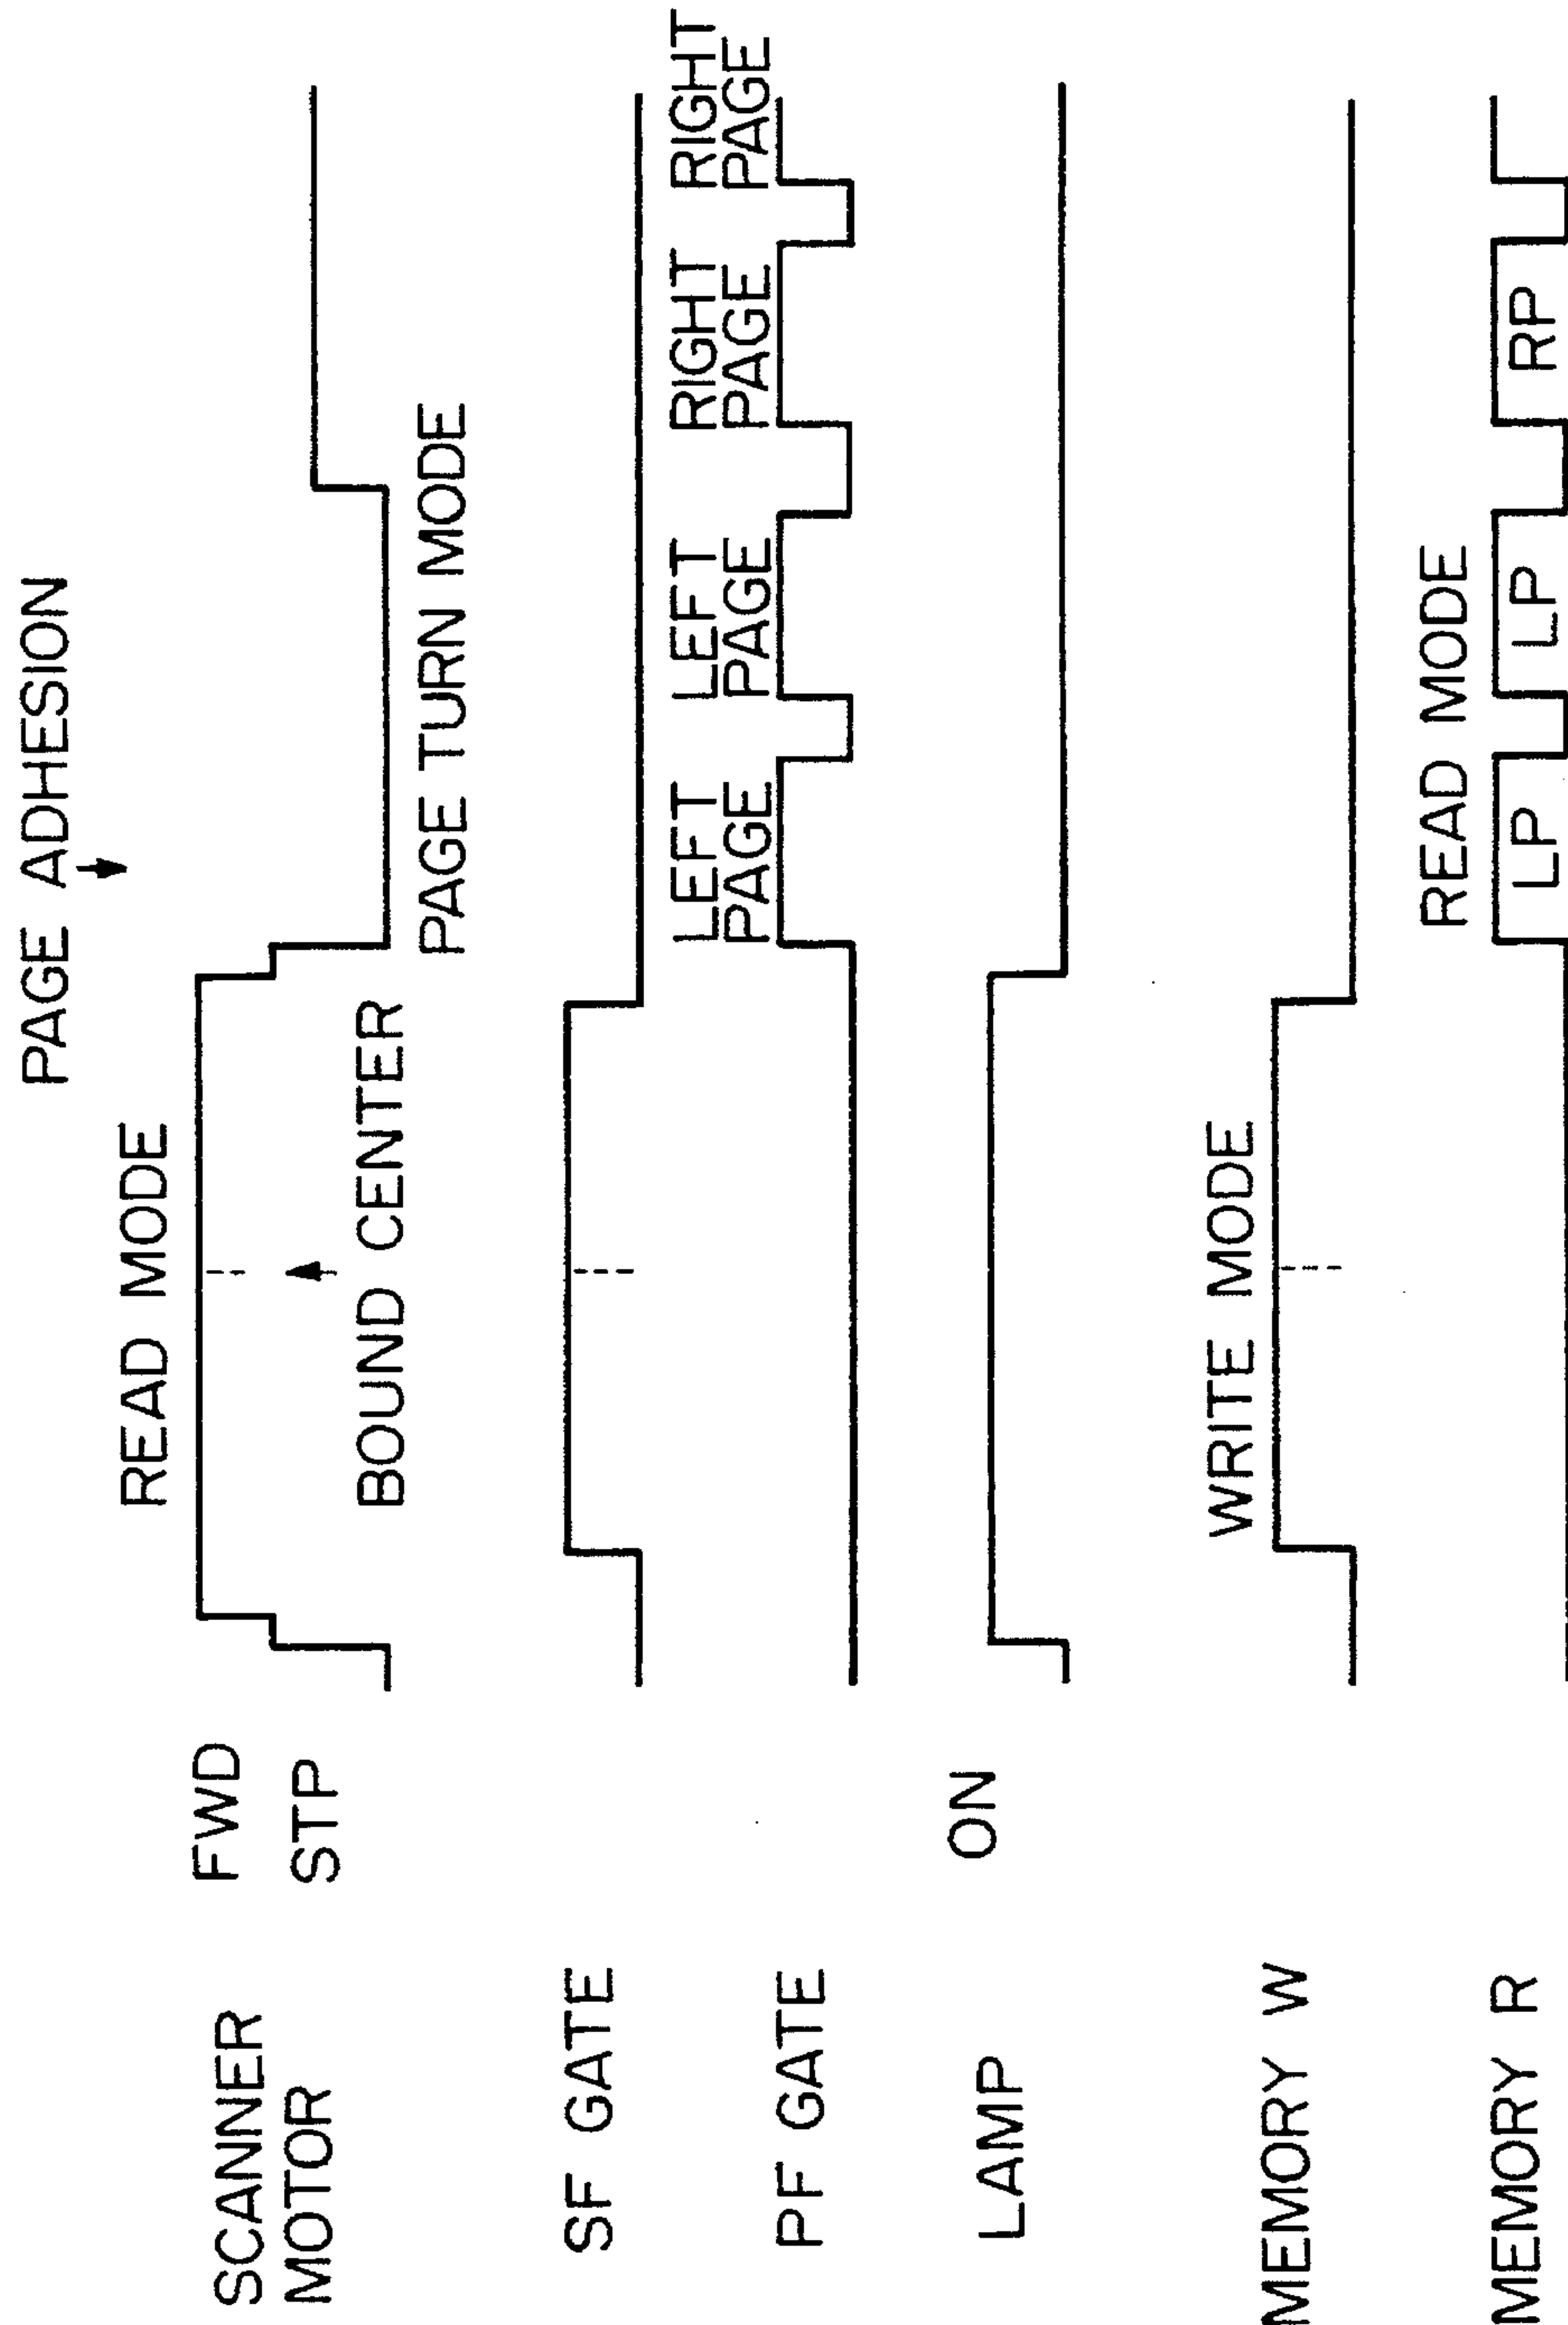 PAGE ADHESION
READ MODE
SCANNER
MOTOR
FWD
STP
BOUND CENTER
PAGE TURN MODE
SF GATE
LEFT
PAGE
LEFT
PAGE
RIGHT
PAGE
RIGHT
PAGE
PF GATE
LAMP
ON
WRITE MODE
MEMORY W
READ MODE
MEMORY R
LP
LP
RP